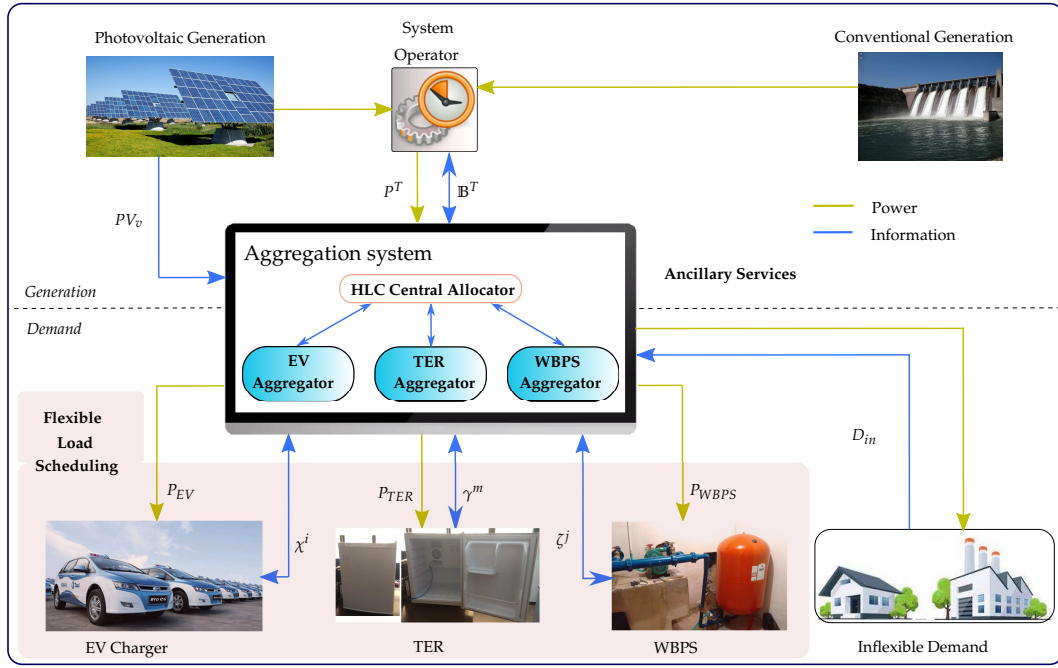 Photovoltaic Generation
System
Operator
Conventional Generation
P^T
𝔹^T
PV_v
Power
Information
Aggregation system
HLC Central Allocator
Ancillary Services
Generation
Demand
EV
Aggregator
TER
Aggregator
WBPS
Aggregator
Flexible
Load
Scheduling
D_in
P_EV
P_TER
γ^m
P_WBPS
χ^i
ζ^j
EV Charger
TER
WBPS
Inflexible Demand